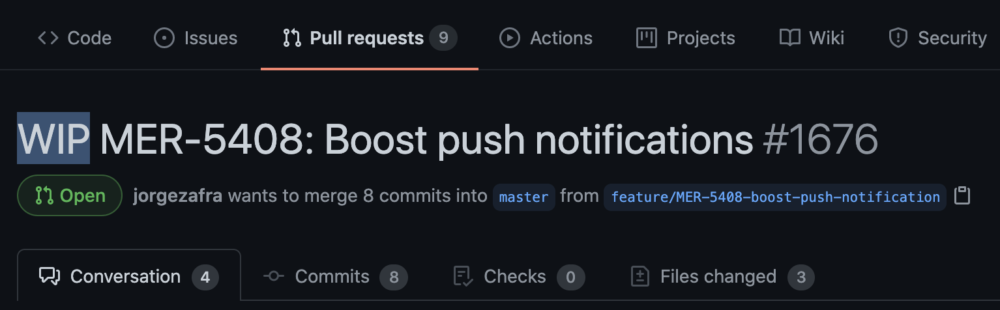 Code Issues Pull requests 9 Actions Projects Wiki Security
WIP MER-5408: Boost push notifications #1676
Open jorgezafra wants to merge 8 commits into master from feature/MER-5408-boost-push-notification
Conversation 4 Commits 8 Checks 0 Files changed 3